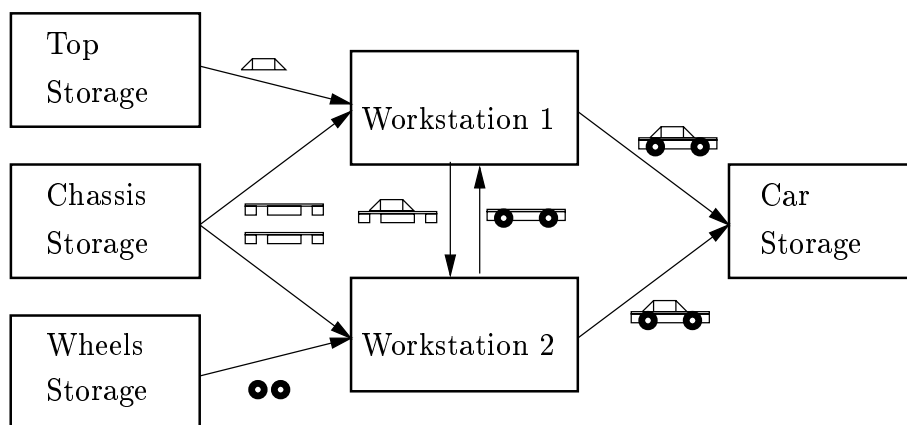 Top
Storage
Workstation 1
Chassis
Storage
Car
Storage
Wheels
Storage
Workstation 2